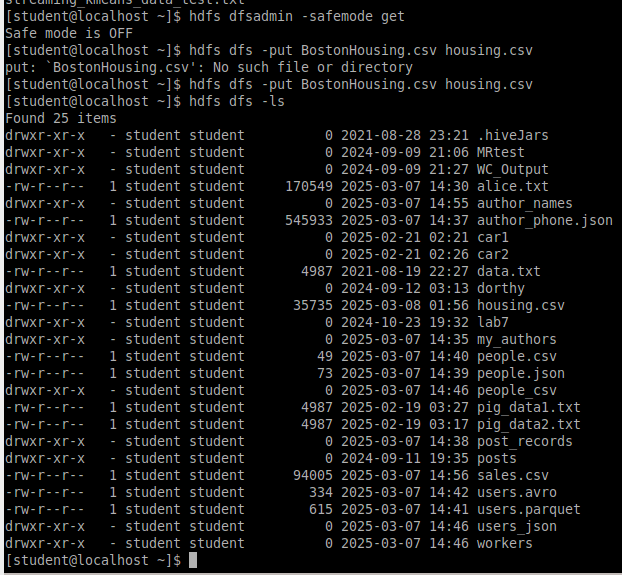 streaming_kmeans_data_test.txt
[student@localhost ~]$ hdfs dfsadmin -safemode get
Safe mode is OFF
[student@localhost ~]$ hdfs dfs -put BostonHousing.csv housing.csv
put: `BostonHousing.csv': No such file or directory
[student@localhost ~]$ hdfs dfs -put BostonHousing.csv housing.csv
[student@localhost ~]$ hdfs dfs -ls
Found 25 items
drwxr-xr-x   - student student          0 2021-08-28 23:21 .hiveJars
drwxr-xr-x   - student student          0 2024-09-09 21:06 MRtest
drwxr-xr-x   - student student          0 2024-09-09 21:27 WC_Output
-rw-r--r--   1 student student     170549 2025-03-07 14:30 alice.txt
drwxr-xr-x   - student student          0 2025-03-07 14:55 author_names
-rw-r--r--   1 student student     545933 2025-03-07 14:37 author_phone.json
drwxr-xr-x   - student student          0 2025-02-21 02:21 car1
drwxr-xr-x   - student student          0 2025-02-21 02:26 car2
-rw-r--r--   1 student student       4987 2021-08-19 22:27 data.txt
drwxr-xr-x   - student student          0 2024-09-12 03:13 dorthy
-rw-r--r--   1 student student      35735 2025-03-08 01:56 housing.csv
drwxr-xr-x   - student student          0 2024-10-23 19:32 lab7
drwxr-xr-x   - student student          0 2025-03-07 14:35 my_authors
-rw-r--r--   1 student student         49 2025-03-07 14:40 people.csv
-rw-r--r--   1 student student         73 2025-03-07 14:39 people.json
drwxr-xr-x   - student student          0 2025-03-07 14:46 people_csv
-rw-r--r--   1 student student       4987 2025-02-19 03:27 pig_data1.txt
-rw-r--r--   1 student student       4987 2025-02-19 03:17 pig_data2.txt
drwxr-xr-x   - student student          0 2025-03-07 14:38 post_records
drwxr-xr-x   - student student          0 2024-09-11 19:35 posts
-rw-r--r--   1 student student      94005 2025-03-07 14:56 sales.csv
-rw-r--r--   1 student student        334 2025-03-07 14:42 users.avro
-rw-r--r--   1 student student        615 2025-03-07 14:41 users.parquet
drwxr-xr-x   - student student          0 2025-03-07 14:46 users_json
drwxr-xr-x   - student student          0 2025-03-07 14:46 workers
[student@localhost ~]$